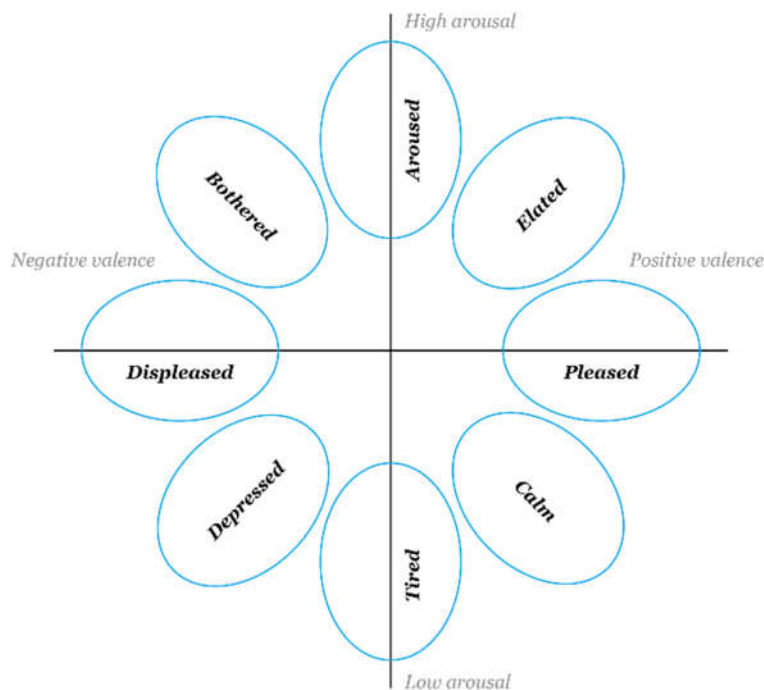 High arousal
Aroused
Bothered
Elated
Negative valence
Positive valence
Displeased
Pleased
Depressed
Calm
Tired
Low arousal